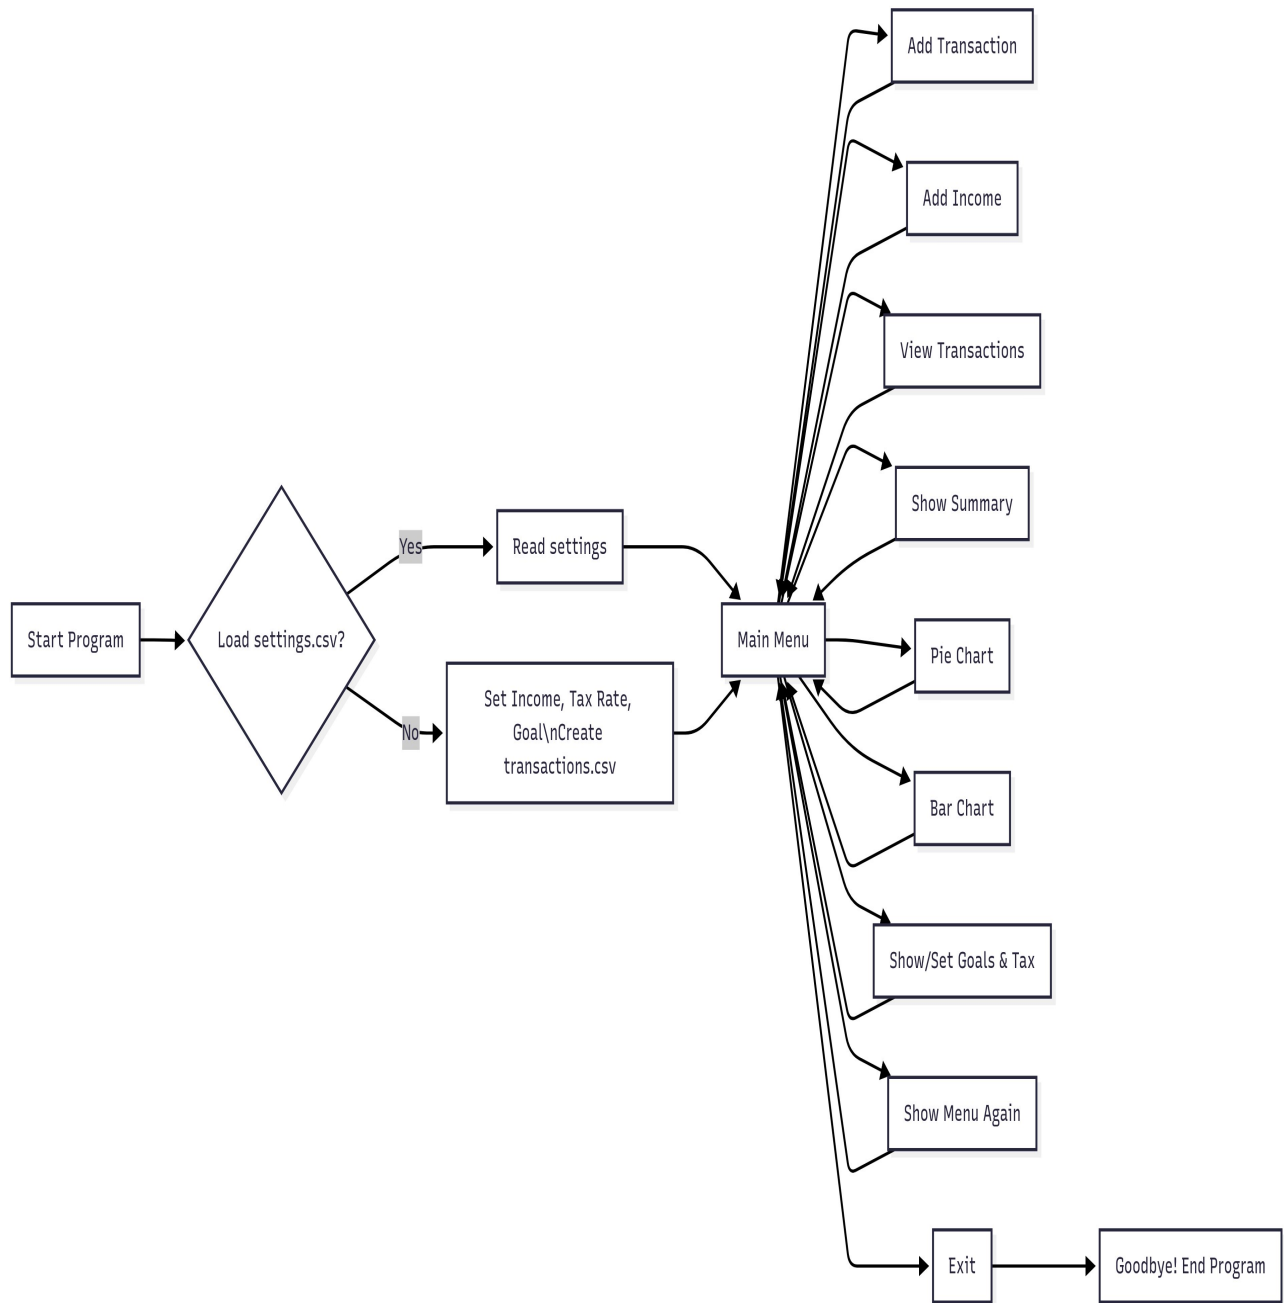 Start Program
Load settings.csv?
Yes
No
Read settings
Set Income, Tax Rate,
Goal\nCreate
transactions.csv
Main Menu
Add Transaction
Add Income
View Transactions
Show Summary
Pie Chart
Bar Chart
Show/Set Goals & Tax
Show Menu Again
Exit
Goodbye! End Program